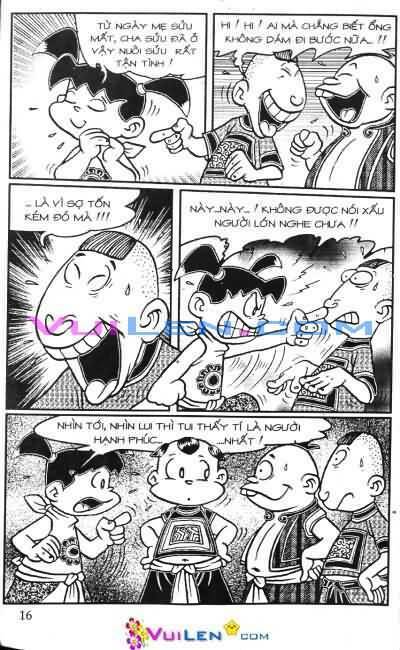 TỪ NGÀY MẸ SỬU
MẤT, CHA SỬU ĐÃ Ở
VẬY NUÔI SỬU RẤT
TẬN TÌNH!
HI! HI! AI MÀ CHẲNG BIẾT ỔNG
KHÔNG DÁM ĐI BƯỚC NỮA...!!
... LÀ VÌ SỢ TỐN
KÉM ĐÓ MÀ!!!
NÀY...NÀY...! KHÔNG ĐƯỢC NÓI XẤU
NGƯỜI LỚN NGHE CHƯA!!
VUILEN.COM
NHÌN TỚI, NHÌN LUI THÌ TUI THẤY TÍ LÀ NGƯỜI
HẠNH PHÚC... ...NHẤT!
16
VUILEN.COM